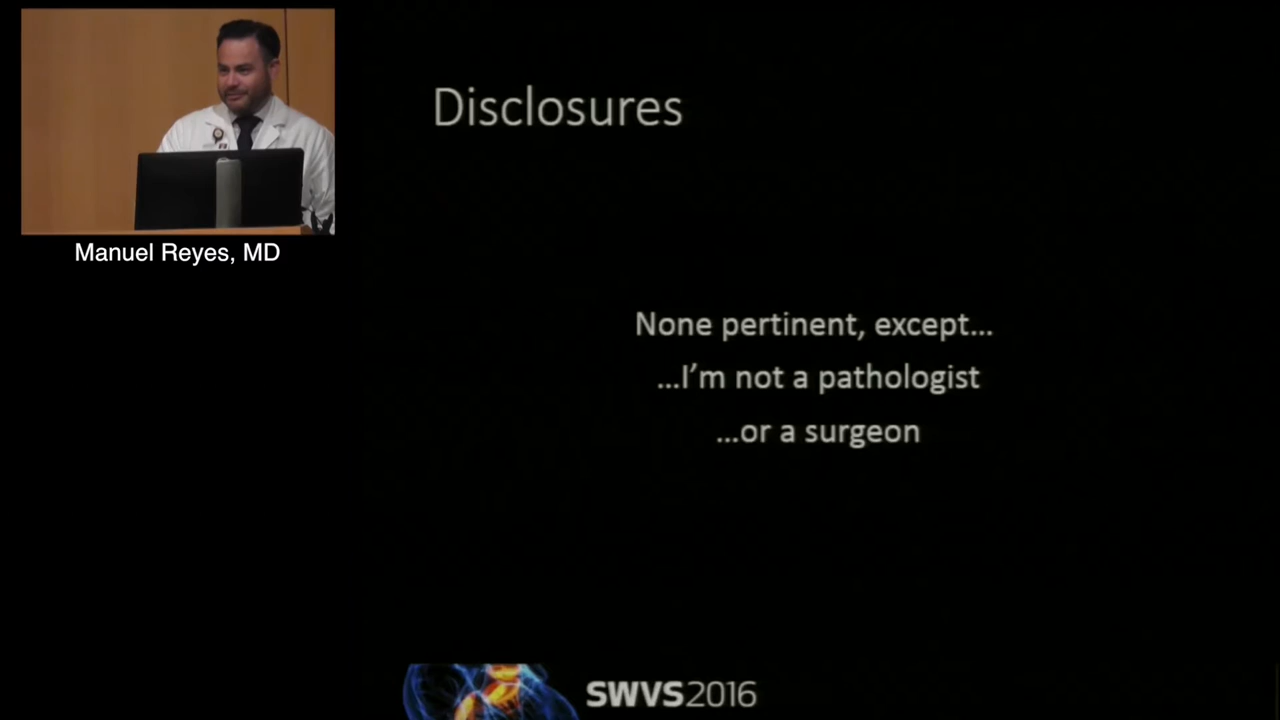 Disclosures
Manuel Reyes, MD
None pertinent, except...
...I'm not a pathologist
...or a surgeon
SWVS2016